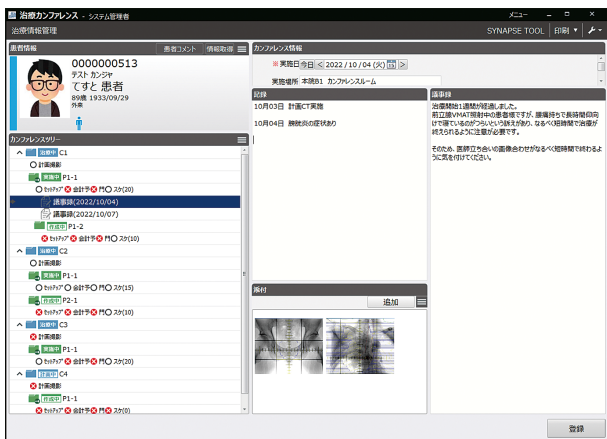 治療カンファレンス - システム管理者
メニュー
治療情報管理
SYNAPSE TOOL 印刷
患者情報
患者コメント 情報取得
0000000513
テスト カンジャ
てすと 患者
89歳 1933/09/29
外来
カンファレンスツリー
治療中 C1
計画撮影
実施中 P1-1
セットアップ 会計予 門 スケ(20)
議事録(2022/10/04)
議事録(2022/10/07)
作成中 P1-2
セットアップ 会計予 門 スケ(10)
治療中 C2
計画撮影
実施中 P1-1
セットアップ 会計予 門 スケ(15)
作成中 P2-1
セットアップ 会計予 門 スケ(10)
治療中 C3
計画撮影
実施中 P1-1
セットアップ 会計予 門 スケ(20)
計画中 C4
計画撮影
作成中 P1-1
セットアップ 会計予 門 スケ(0)
カンファレンス情報
※ 実施日 今日 < 2022 / 10 / 04 (火) 15 >
実施場所 本院B1 カンファレンスルーム
記録
10月03日 計画CT実施
10月04日 膀胱炎の症状あり
添付
追加
議事録
治療開始1週間が経過しました。
前立腺VMAT照射中の患者様ですが、腰痛持ちで長時間仰向
けで寝ているのがつらいという訴えがあり、なるべく短時間で治療が
終えられるように注意が必要です。
そのため、医師立ち合いの画像合わせがなるべく短時間で終わるよ
うに気を付けてください。
登録